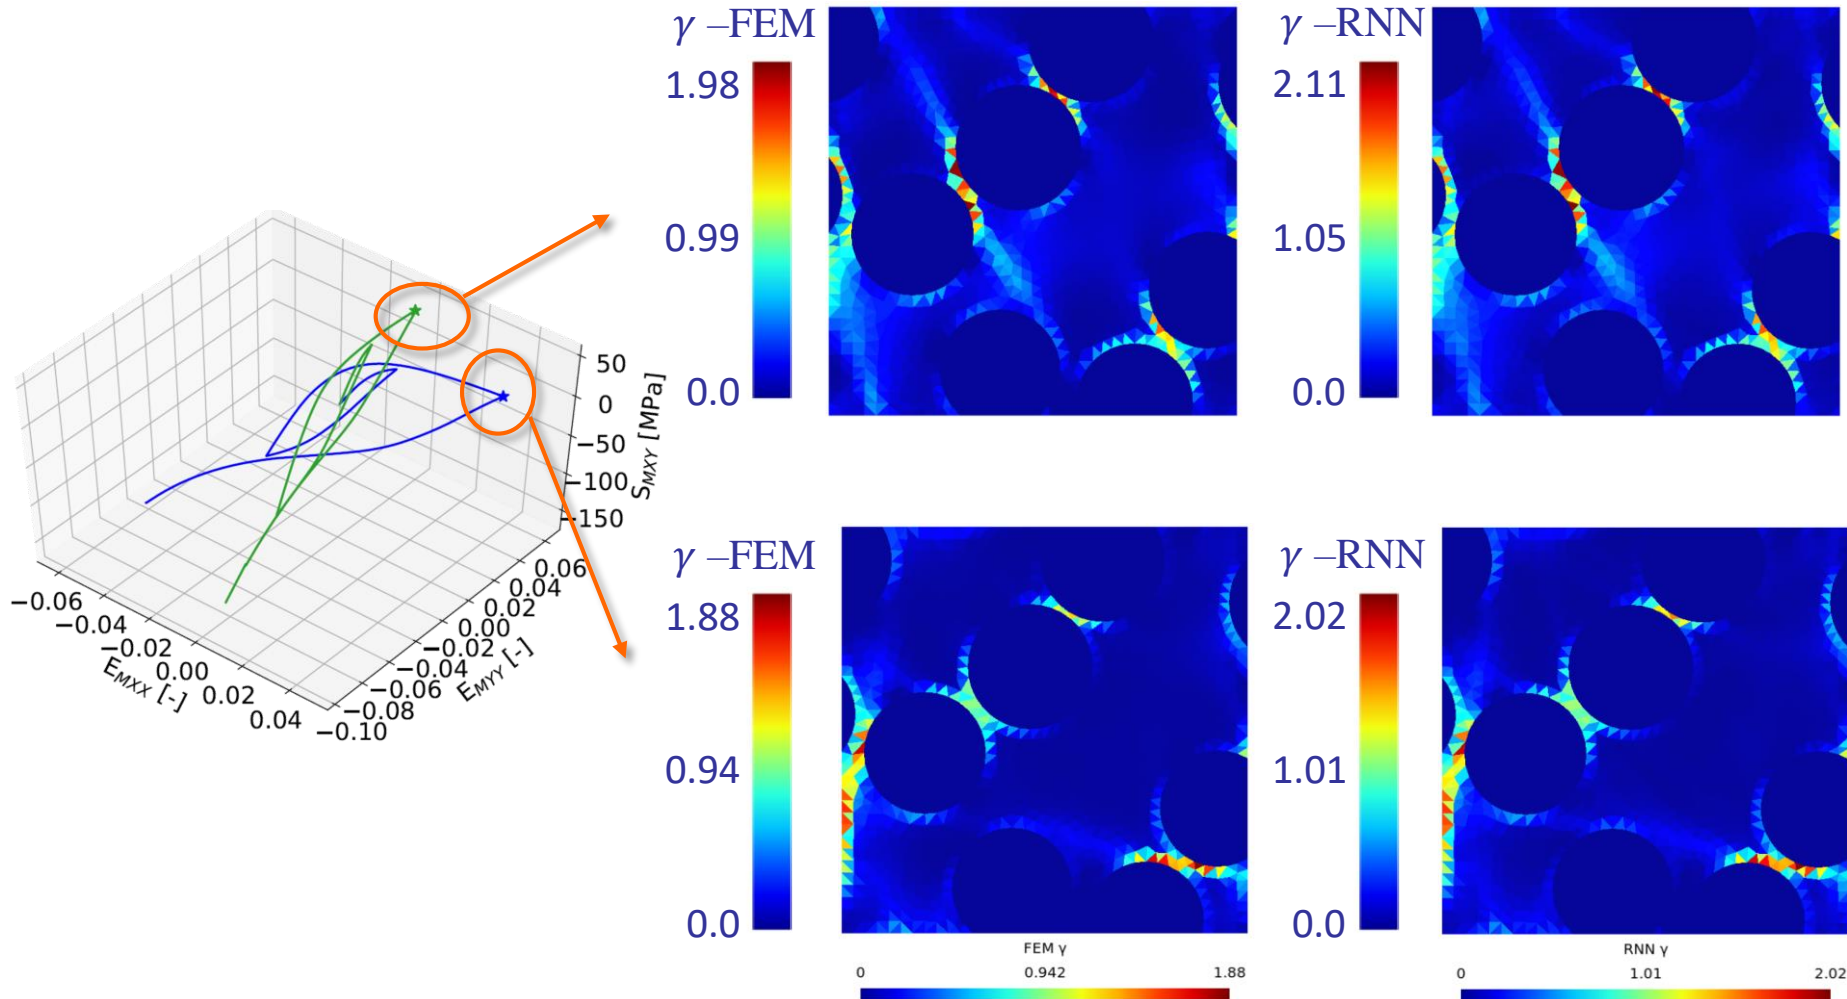 γ –FEM
1.98
0.99
0.0
γ –RNN
2.11
1.05
0.0
50
0
−50
−100
−150
S_MXY [MPa]
−0.06
−0.04
−0.02
0.00
0.02
0.04
E_MXX [-]
0.06
0.04
0.02
0.00
−0.02
−0.04
−0.06
−0.08
−0.10
E_MYY [-]
γ –FEM
1.88
0.94
0.0
γ –RNN
2.02
1.01
0.0
FEM γ
0 0.942 1.88
RNN γ
0 1.01 2.02